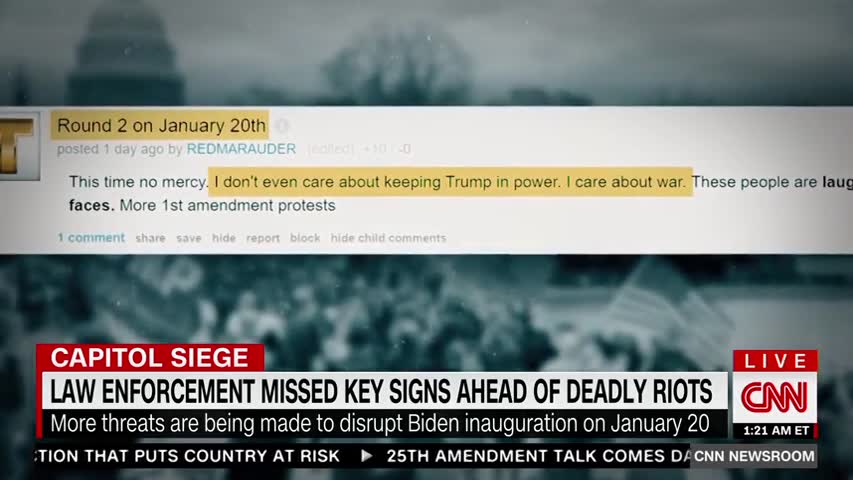 Round 2 on January 20th
posted 1 day ago by REDMARAUDER (edited) +10 / -0
This time no mercy. I don't even care about keeping Trump in power. I care about war. These people are
faces. More 1st amendment protests
1 comment share save hide report block hide child comments
CAPITOL SIEGE
LAW ENFORCEMENT MISSED KEY SIGNS AHEAD OF DEADLY RIOTS
More threats are being made to disrupt Biden inauguration on January 20
LIVE
CNN
1:21 AM ET
THAT PUTS COUNTRY AT RISK ▶ 25TH AMENDMENT TALK COMES
CNN NEWSROOM